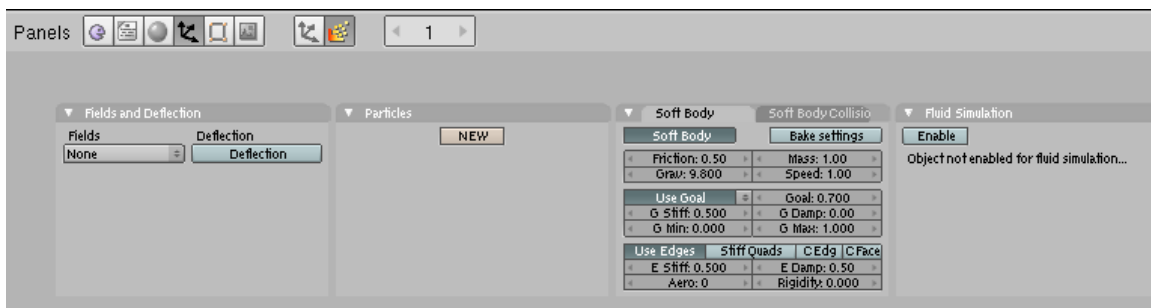 Panels 1
Fields and Deflection
Fields Deflection
None Deflection
Particles
NEW
Soft Body Soft Body Collisio
Soft Body Bake settings
Friction: 0.50 Mass: 1.00
Grav: 9.800 Speed: 1.00
Use Goal Goal: 0.700
G Stiff: 0.500 G Damp: 0.00
G Min: 0.000 G Max: 1.000
Use Edges Stiff Quads CEdg CFace
E Stiff: 0.500 E Damp: 0.50
Aero: 0 Rigidity: 0.000
Fluid Simulation
Enable
Object not enabled for fluid simulation...